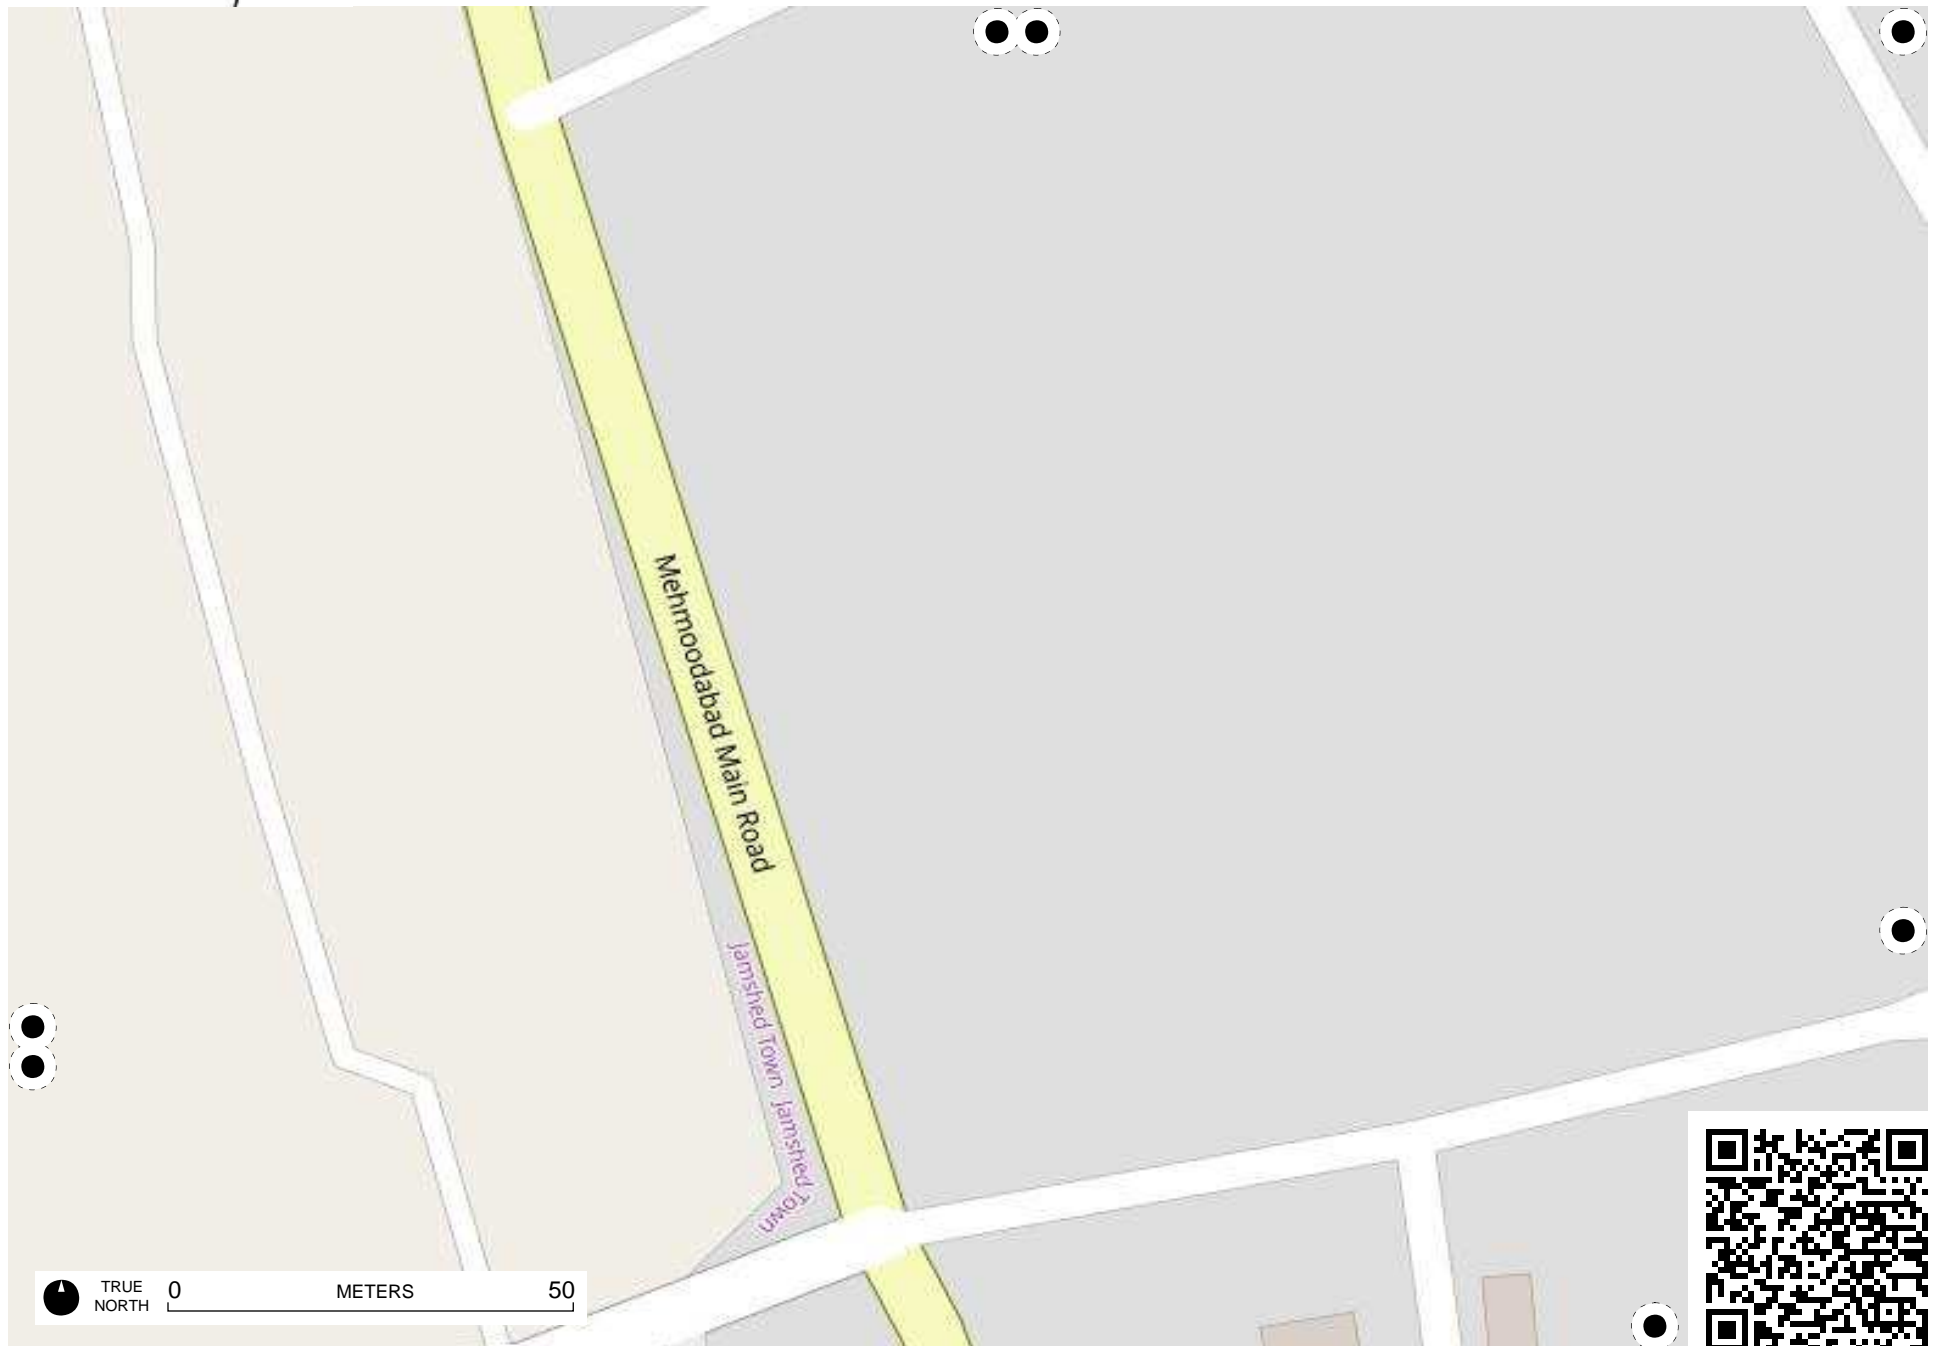 Mehmoodabad Main Road
Jamshed Town
Jamshed Town
TRUE
NORTH
0 METERS 50